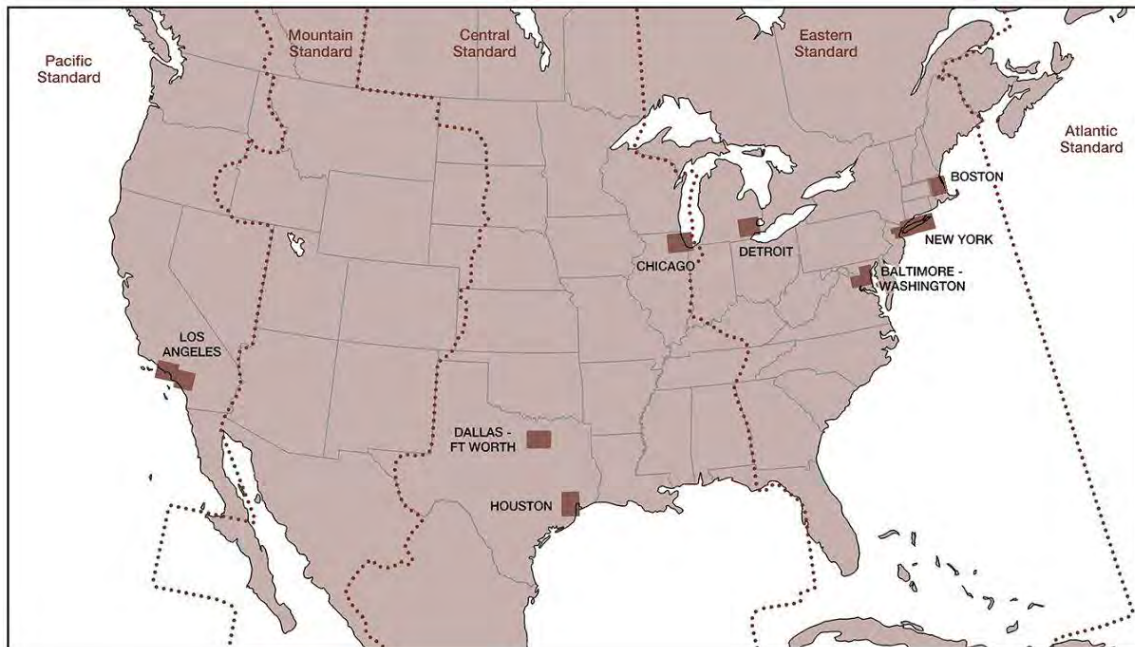 Pacific
Standard
Mountain
Standard
Central
Standard
Eastern
Standard
Atlantic
Standard
BOSTON
NEW YORK
DETROIT
CHICAGO
BALTIMORE -
WASHINGTON
LOS
ANGELES
DALLAS -
FT WORTH
HOUSTON